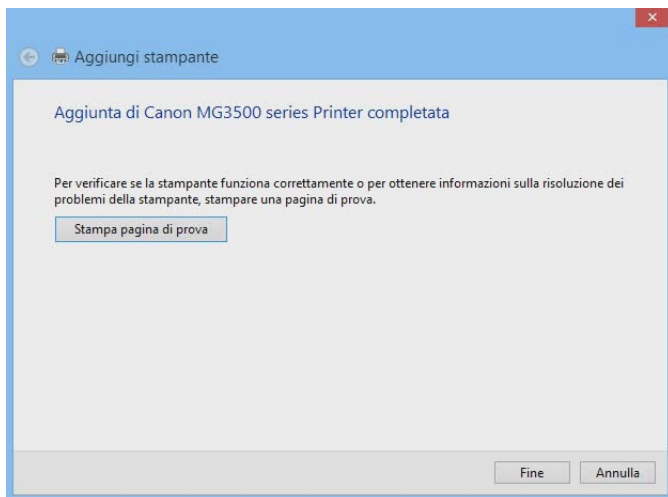 Aggiungi stampante
Aggiunta di Canon MG3500 series Printer completata
Per verificare se la stampante funziona correttamente o per ottenere informazioni sulla risoluzione dei
problemi della stampante, stampare una pagina di prova.
Stampa pagina di prova
Fine Annulla